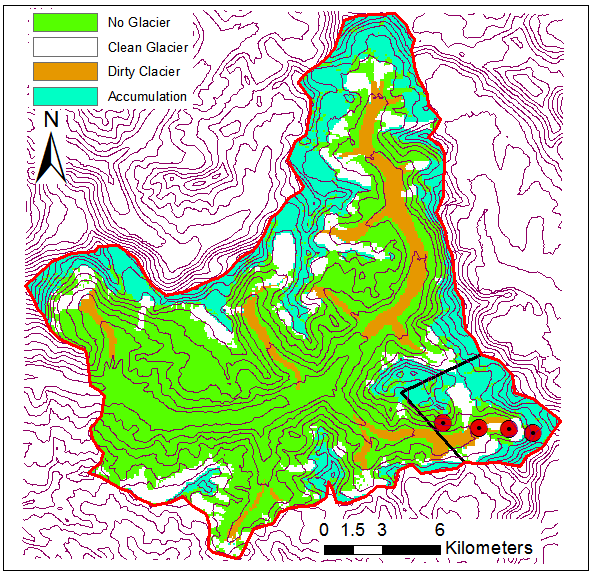 No Glacier
Clean Glacier
Dirty Clacier
Accumulation
N
0 1.5 3 6
Kilometers